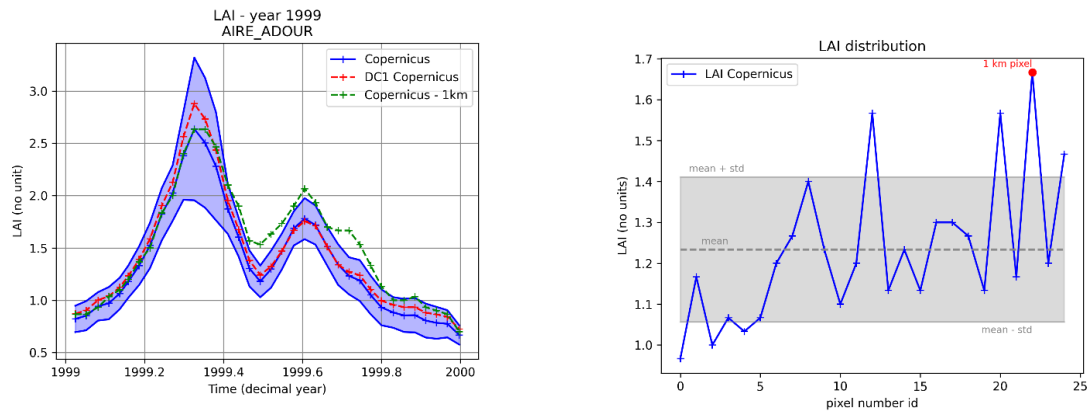 LAI - year 1999
AIRE_ADOUR
Copernicus
DC1 Copernicus
Copernicus - 1km
LAI (no unit)
3.0
2.5
2.0
1.5
1.0
0.5
1999
1999.2
1999.4
1999.6
1999.8
2000
Time (decimal year)
LAI distribution
LAI Copernicus
1 km pixel
mean + std
mean
mean - std
LAI (no units)
1.7
1.6
1.5
1.4
1.3
1.2
1.1
1.0
0
5
10
15
20
25
pixel number id